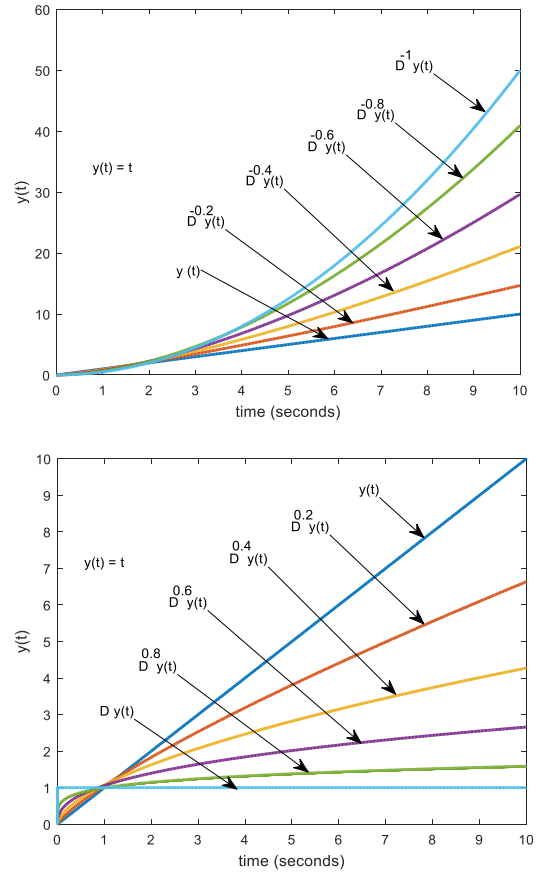 60
50
40
30
20
10
0
y(t)
y(t) = t
-1
D y(t)
-0.8
D y(t)
-0.6
D y(t)
-0.4
D y(t)
-0.2
D y(t)
y (t)
0 1 2 3 4 5 6 7 8 9 10
time (seconds)
10
9
8
7
6
5
4
3
2
1
0
y(t)
y(t) = t
y(t)
0.2
D y(t)
0.4
D y(t)
0.6
D y(t)
0.8
D y(t)
D y(t)
0 1 2 3 4 5 6 7 8 9 10
time (seconds)